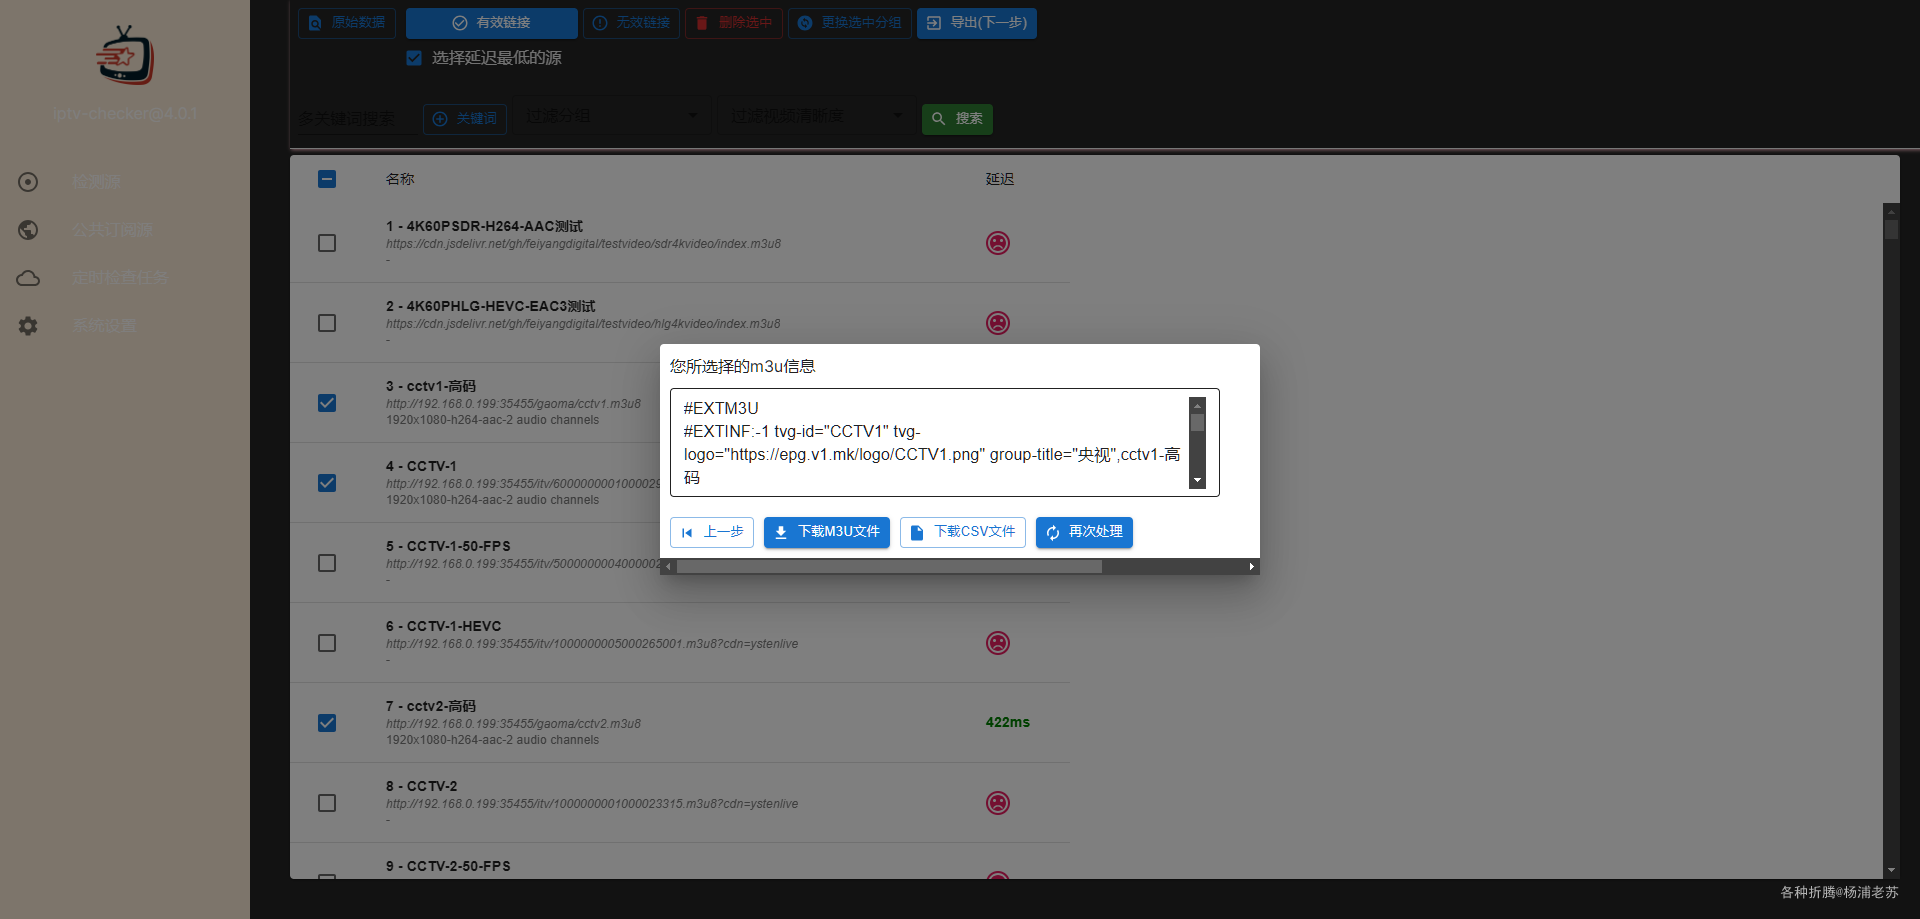 iptv-checker@4.0.1
检测源
公共订阅源
定时检查任务
系统设置
原始数据
有效链接
无效链接
删除选中
更换选中分组
导出(下一步)
选择延迟最低的源
多关键词搜索
关键词
过滤分组
过滤视频清晰度
搜索
名称
延迟
1 - 4K60PSDR-H264-AAC测试
https://cdn.jsdelivr.net/gh/feiyangdigital/testvideo/sdr4kvideo/index.m3u8
-
2 - 4K60PHLG-HEVC-EAC3测试
https://cdn.jsdelivr.net/gh/feiyangdigital/testvideo/hlg4kvideo/index.m3u8
-
3 - cctv1-高码
http://192.168.0.199:35455/gaoma/cctv1.m3u8
1920x1080-h264-aac-2 audio channels
4 - CCTV-1
http://192.168.0.199:35455/itv/6000000001000029
1920x1080-h264-aac-2 audio channels
5 - CCTV-1-50-FPS
http://192.168.0.199:35455/itv/5000000004000002
-
6 - CCTV-1-HEVC
http://192.168.0.199:35455/itv/1000000005000265001.m3u8?cdn=ystenlive
-
7 - cctv2-高码
http://192.168.0.199:35455/gaoma/cctv2.m3u8
1920x1080-h264-aac-2 audio channels
422ms
8 - CCTV-2
http://192.168.0.199:35455/itv/1000000001000023315.m3u8?cdn=ystenlive
-
9 - CCTV-2-50-FPS
您所选择的m3u信息
#EXTM3U
#EXTINF:-1 tvg-id="CCTV1" tvg-
logo="https://epg.v1.mk/logo/CCTV1.png" group-title="央视",cctv1-高
码
上一步
下载M3U文件
下载CSV文件
再次处理
各种折腾@杨浦老苏